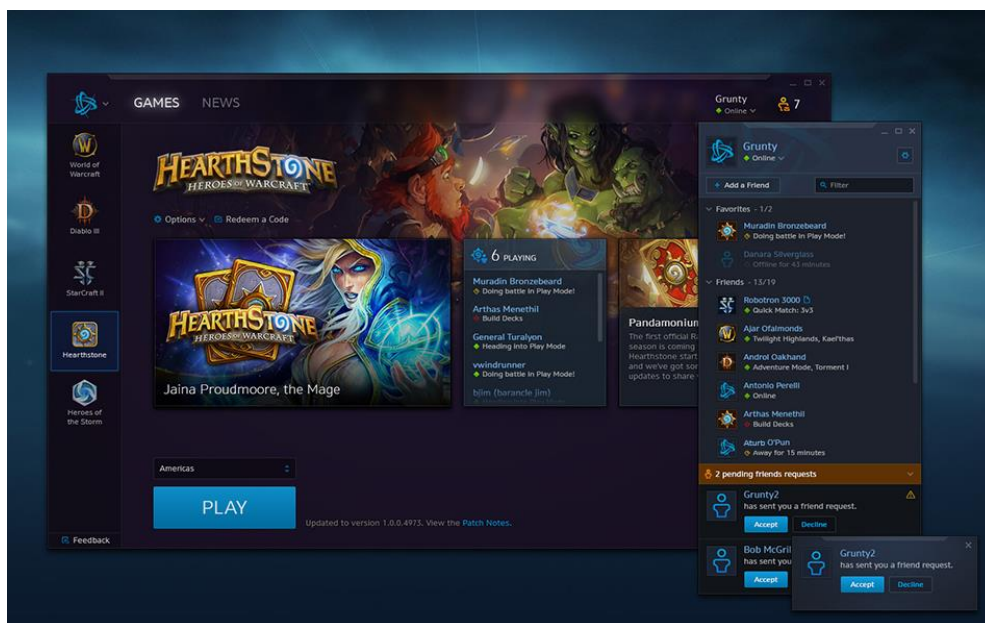 GAMES
NEWS
Grunty
Online
7
World of
Warcraft
Diablo III
StarCraft II
Hearthstone
Heroes of
the Storm
Feedback
HEARTHSTONE
HEROES OF WARCRAFT
Options
Redeem a Code
HEARTHSTONE
HEROES OF WARCRAFT
Jaina Proudmoore, the Mage
6 PLAYING
Muradin Bronzebeard
Doing battle in Play Mode!
Arthas Menethil
Build Decks
General Turalyon
Heading into Play Mode
vwindrunner
Doing battle in Play Mode!
bjim (barancle jim)
Pandamonium
The first official
season is coming
Hearthstone start
and we've got
updates to share
Americas
PLAY
Updated to version 1.0.0.4973. View the Patch Notes.
Grunty
Online
+ Add a Friend
Filter
Favorites - 1/2
Muradin Bronzebeard
Doing battle in Play Mode!
Danara Silverglass
Offline for 43 minutes
Friends - 13/19
Robotron 3000
Quick Match: 3v3
Ajar Ofalmonds
Twilight Highlands, Kael'thas
Androl Oakhand
Adventure Mode, Torment I
Antonio Perelli
Online
Arthas Menethil
Build Decks
Aturb O'Pun
Away for 15 minutes
2 pending friends requests
Grunty2
has sent you a friend request.
Accept
Decline
Bob McGril
has sent you
Accept
Grunty2
has sent you a friend request.
Accept
Decline